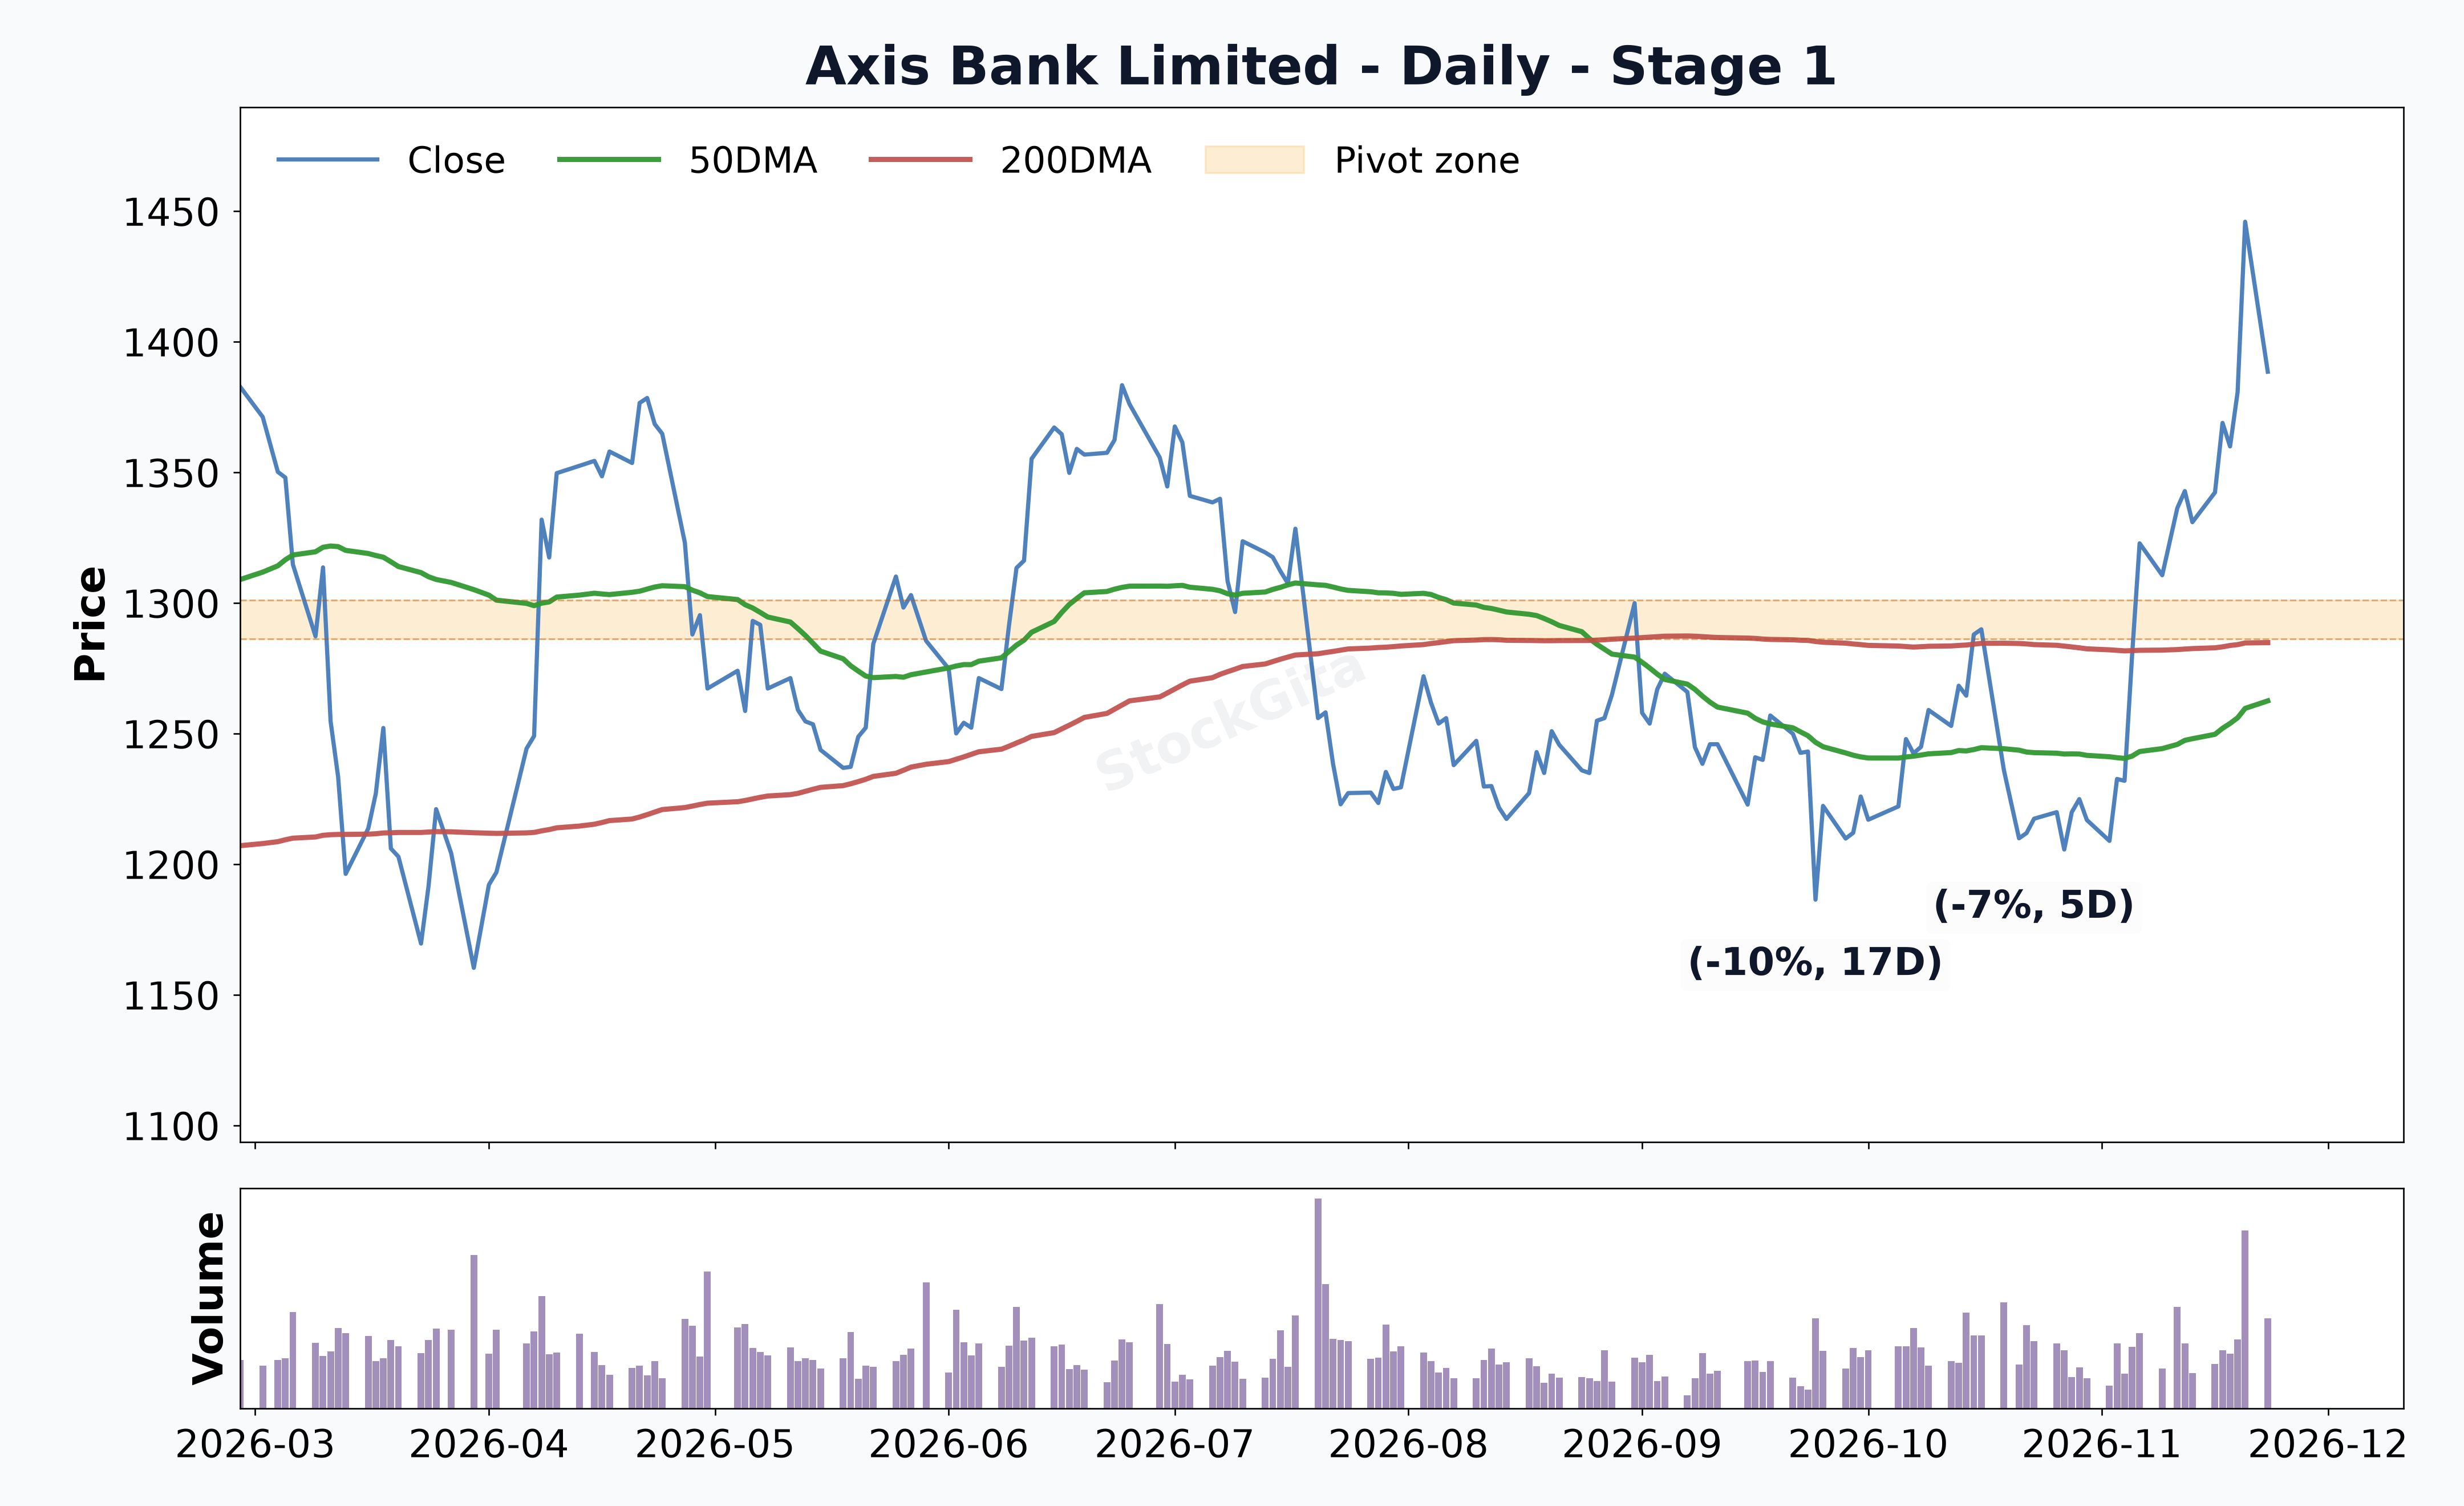 Axis Bank Limited - Daily - Stage 1
Close 50DMA 200DMA Pivot zone
Price
1450
1400
1350
1300
1250
1200
1150
1100
StockGita
(-7%, 5D)
(-10%, 17D)
Volume
2026-03 2026-04 2026-05 2026-06 2026-07 2026-08 2026-09 2026-10 2026-11 2026-12